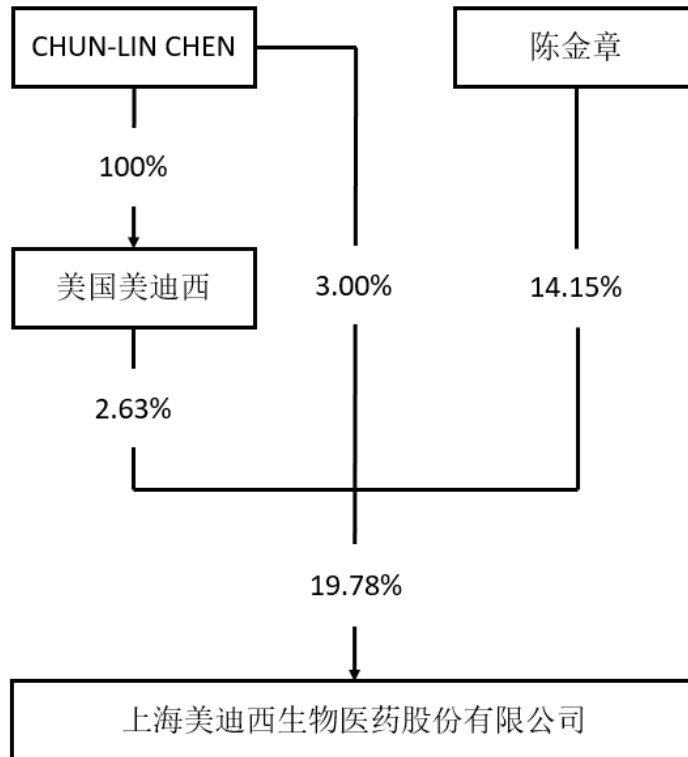 CHUN-LIN CHEN
陈金章
100%
美国美迪西
3.00%
14.15%
2.63%
19.78%
上海美迪西生物医药股份有限公司